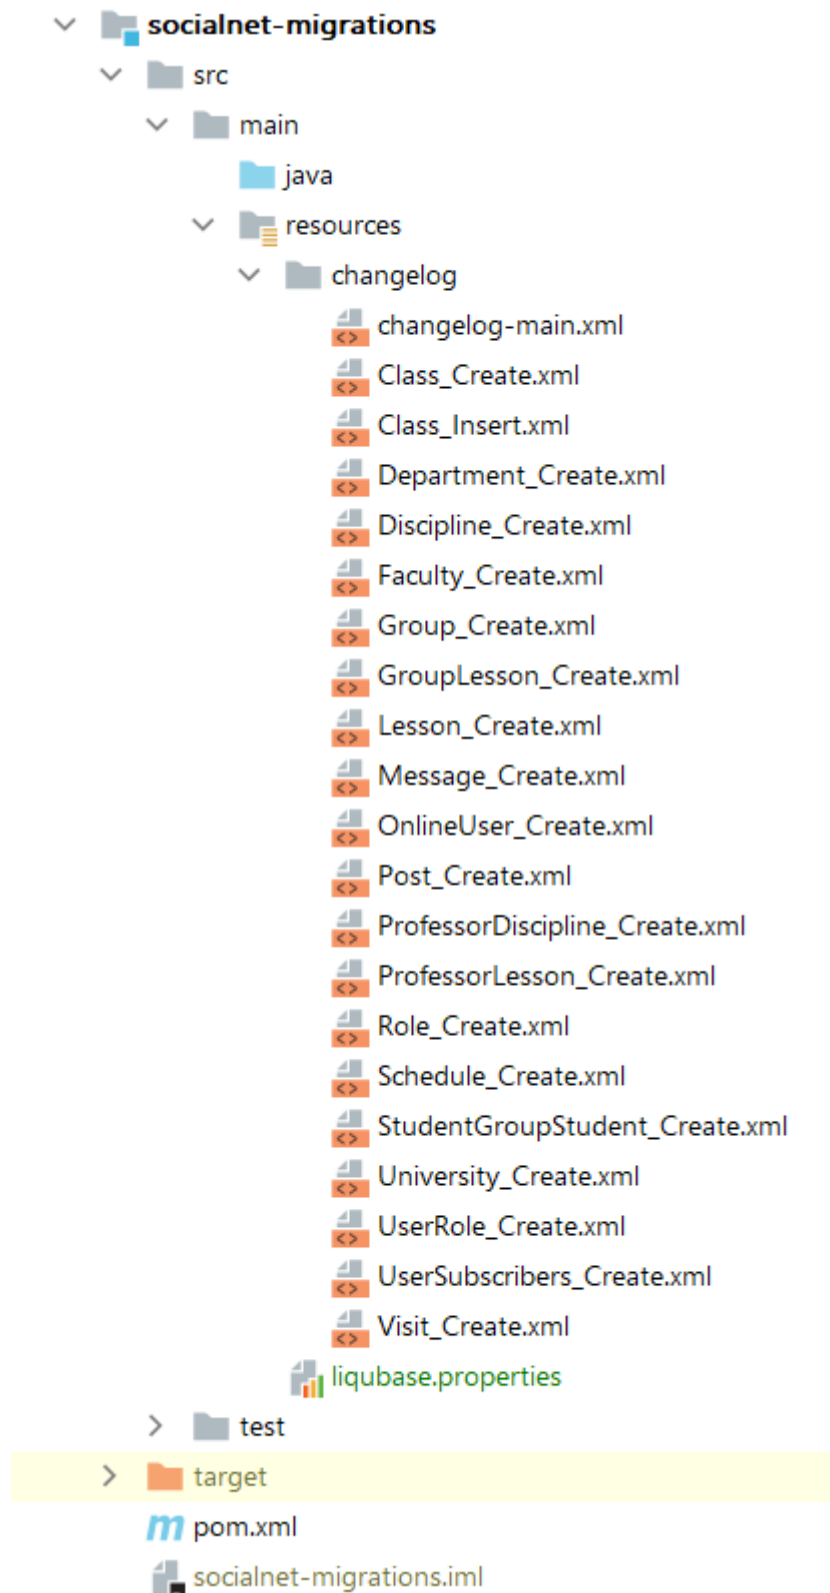 socialnet-migrations
src
main
java
resources
changelog
changelog-main.xml
Class_Create.xml
Class_Insert.xml
Department_Create.xml
Discipline_Create.xml
Faculty_Create.xml
Group_Create.xml
GroupLesson_Create.xml
Lesson_Create.xml
Message_Create.xml
OnlineUser_Create.xml
Post_Create.xml
ProfessorDiscipline_Create.xml
ProfessorLesson_Create.xml
Role_Create.xml
Schedule_Create.xml
StudentGroupStudent_Create.xml
University_Create.xml
UserRole_Create.xml
UserSubscribers_Create.xml
Visit_Create.xml
liqubase.properties
test
target
pom.xml
socialnet-migrations.iml